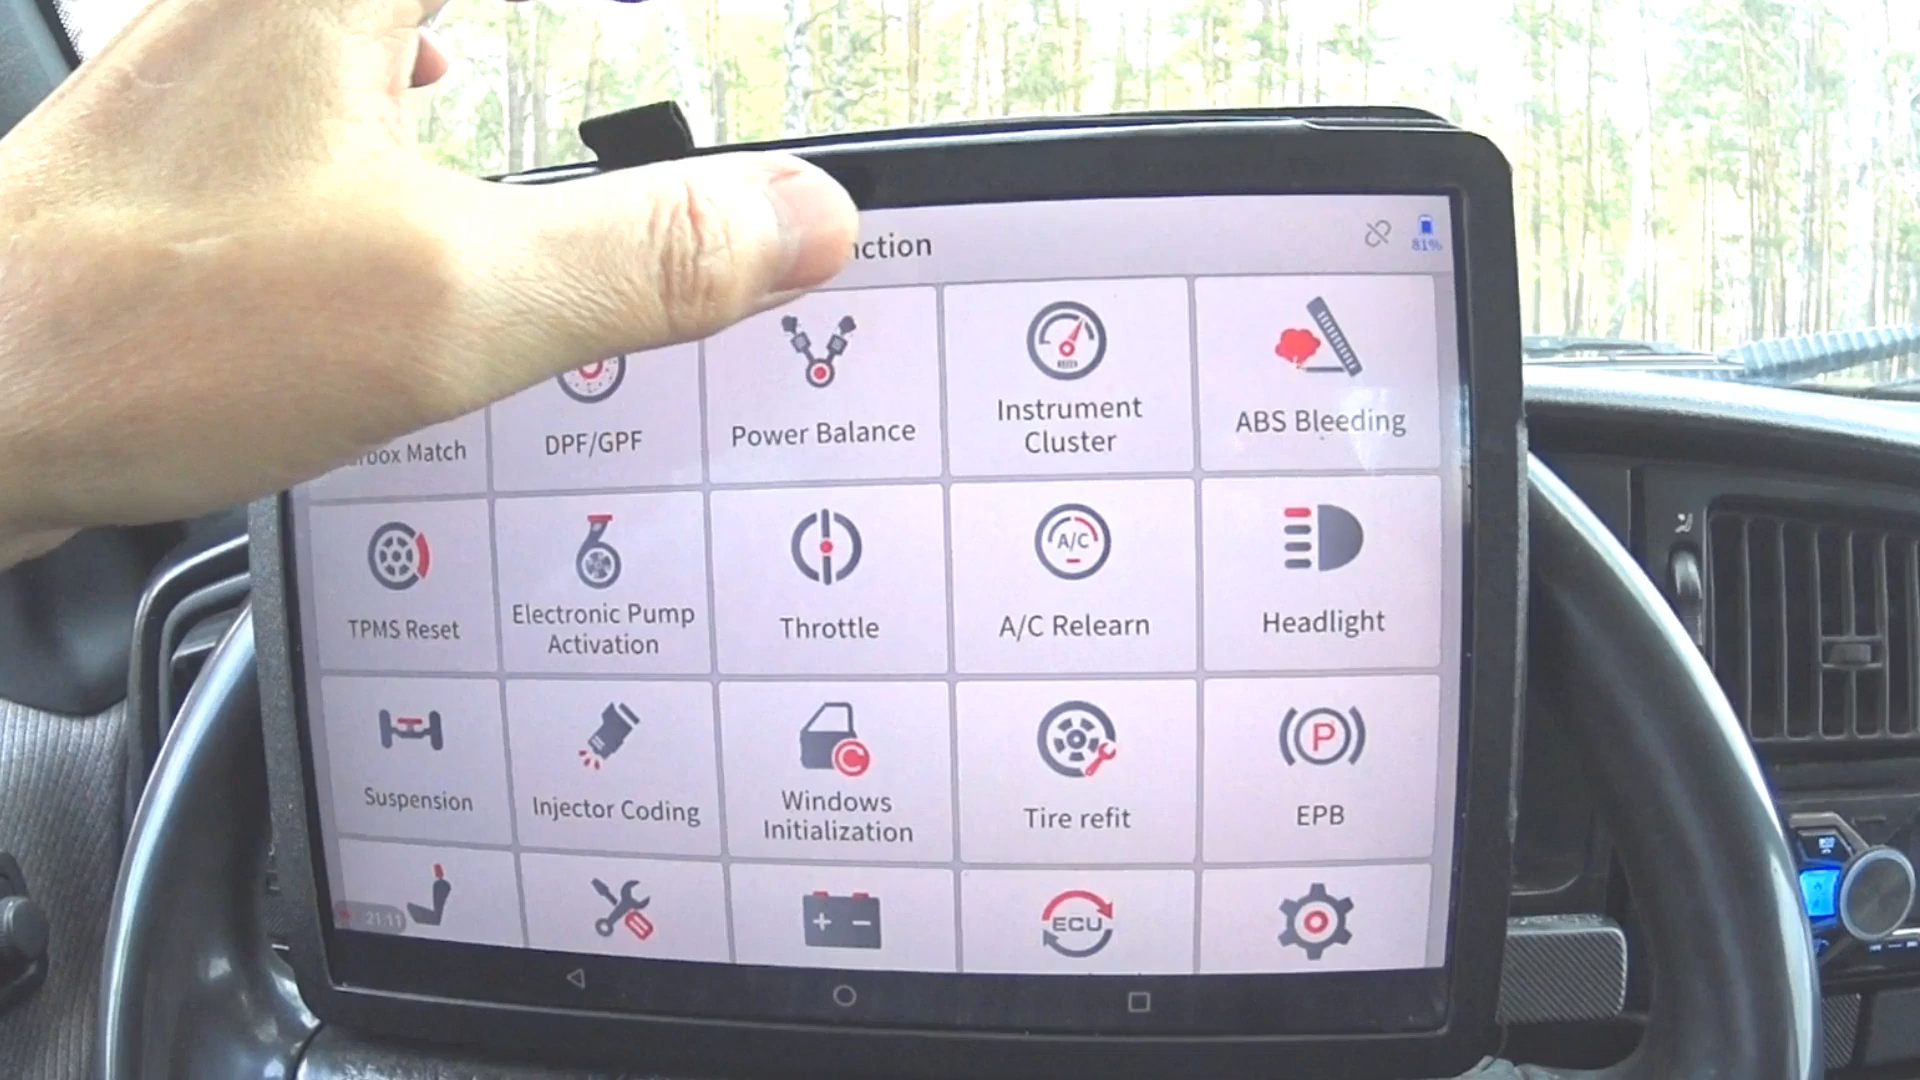 nction
81%
rbox Match
DPF/GPF
Power Balance
Instrument
Cluster
ABS Bleeding
TPMS Reset
Electronic Pump
Activation
Throttle
A/C
A/C Relearn
Headlight
Suspension
Injector Coding
Windows
Initialization
Tire refit
P
EPB
21:11
ECU